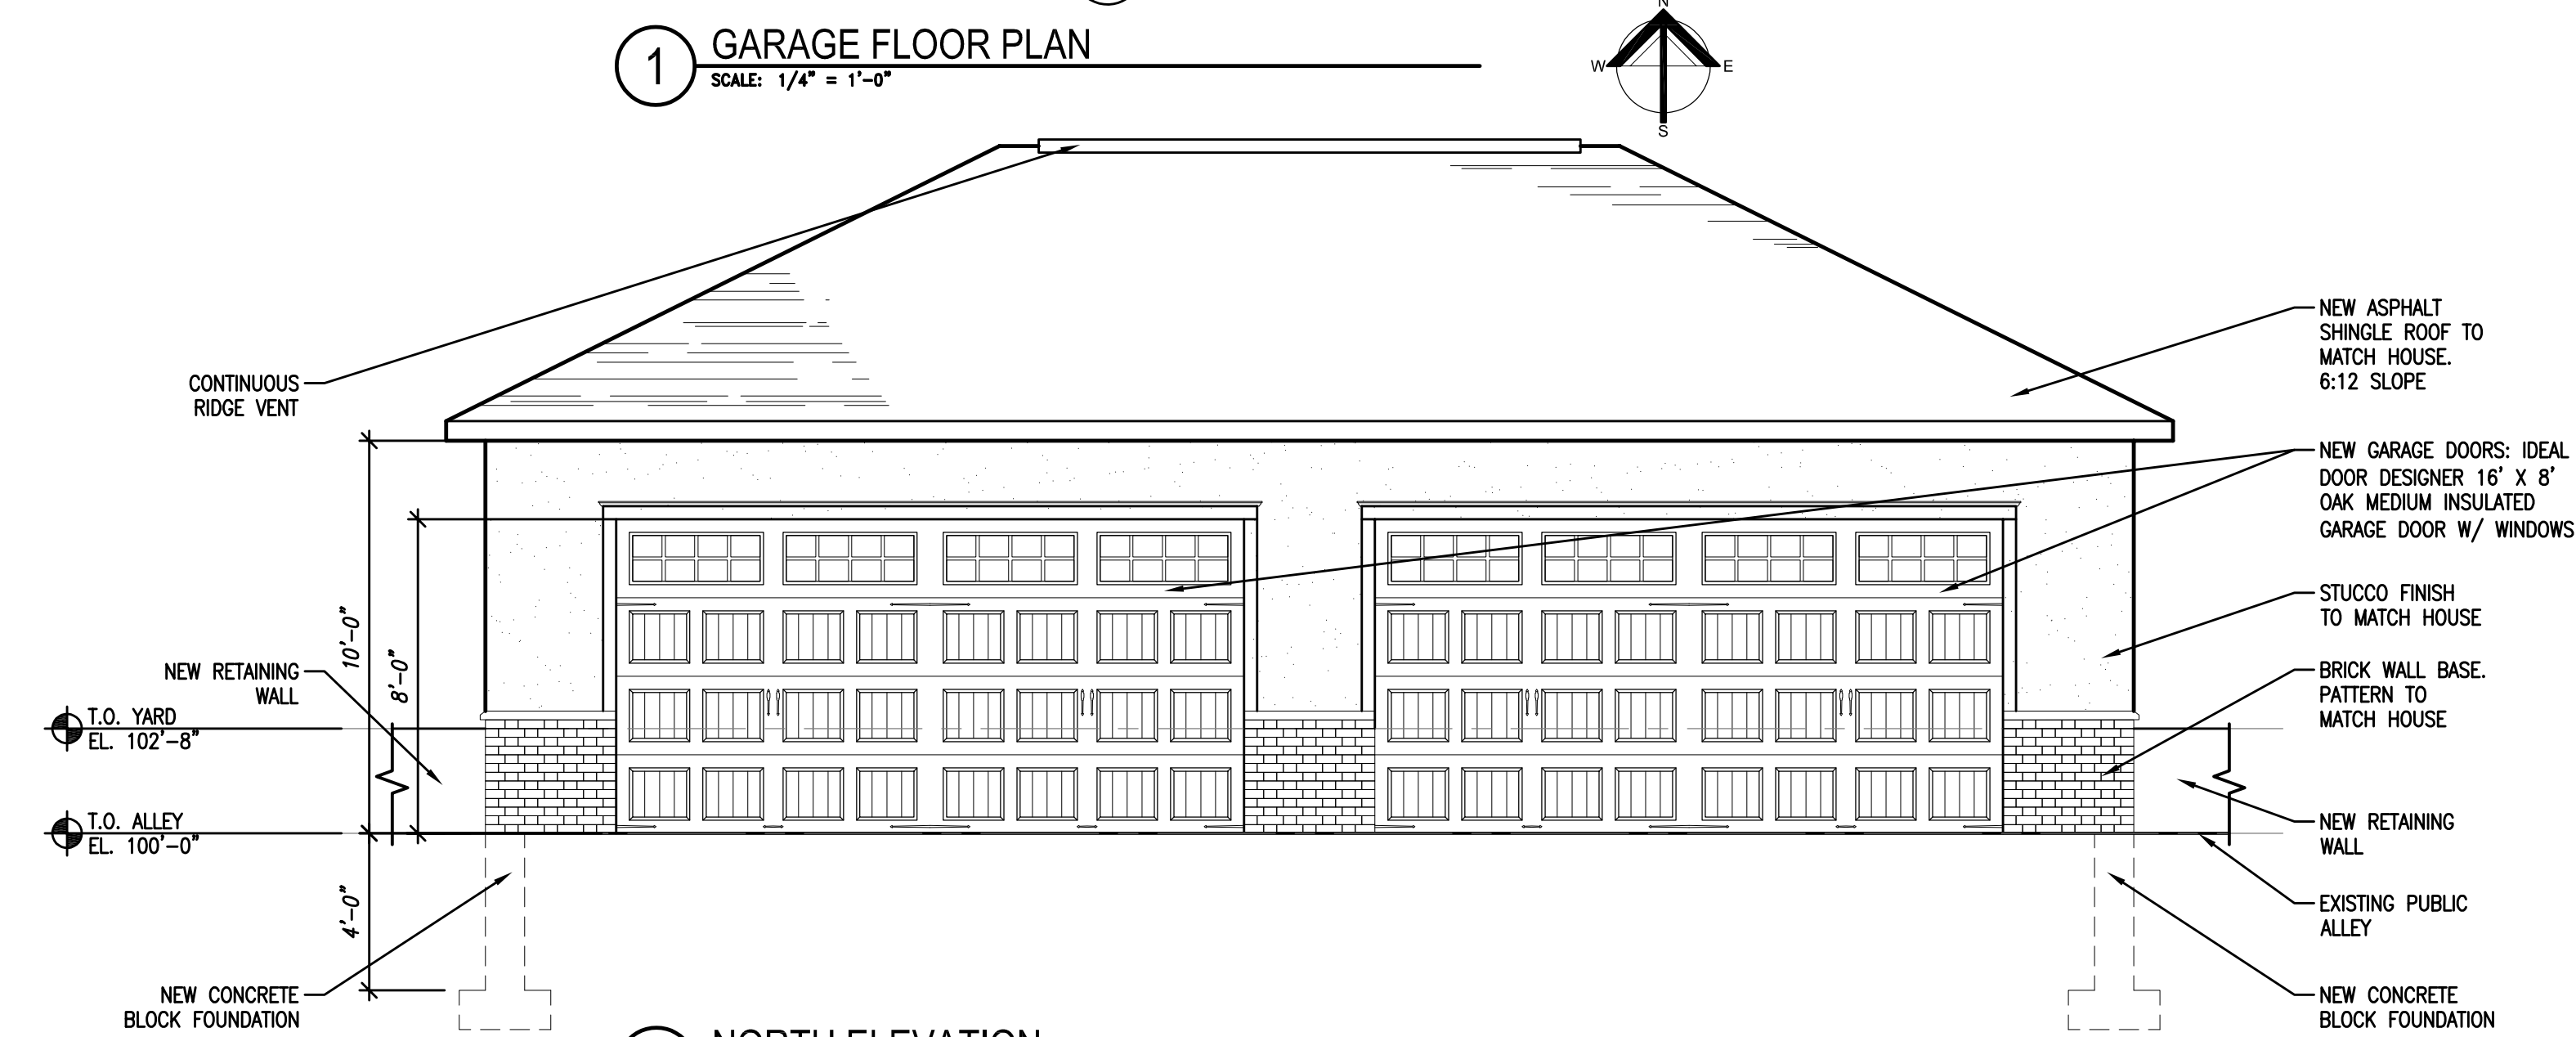 1
GARAGE FLOOR PLAN
SCALE: 1/4" = 1'-0"
N
W
E
S
CONTINUOUS
RIDGE VENT
NEW ASPHALT
SHINGLE ROOF TO
MATCH HOUSE.
6:12 SLOPE
NEW GARAGE DOORS: IDEAL
DOOR DESIGNER 16' X 8'
OAK MEDIUM INSULATED
GARAGE DOOR W/ WINDOWS
STUCCO FINISH
TO MATCH HOUSE
10'-0"
8'-0"
NEW RETAINING
WALL
BRICK WALL BASE.
PATTERN TO
MATCH HOUSE
T.O. YARD
EL. 102'-8"
T.O. ALLEY
EL. 100'-0"
NEW RETAINING
WALL
4'-0"
EXISTING PUBLIC
ALLEY
NEW CONCRETE
BLOCK FOUNDATION
NEW CONCRETE
BLOCK FOUNDATION
NORTH ELEVATION